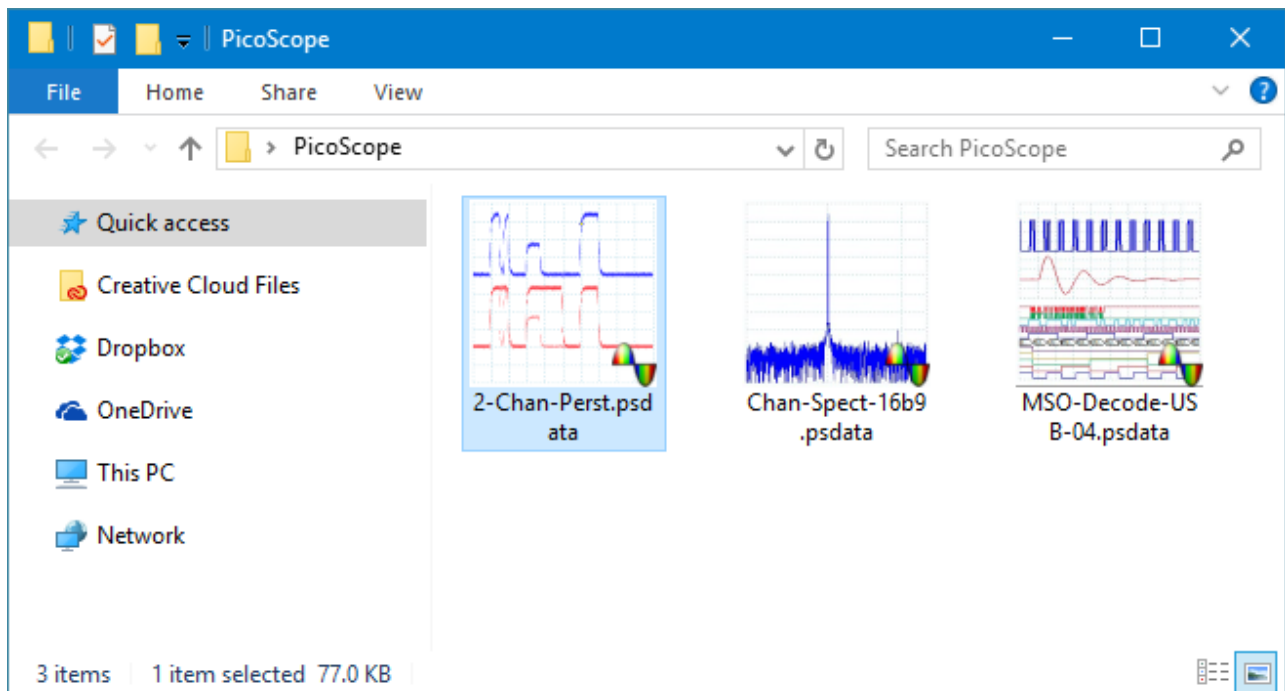 PicoScope
File Home Share View
PicoScope
Search PicoScope
Quick access
Creative Cloud Files
Dropbox
OneDrive
This PC
Network
2-Chan-Perst.psd
ata
Chan-Spect-16b9
.psdata
MSO-Decode-US
B-04.psdata
3 items 1 item selected 77.0 KB